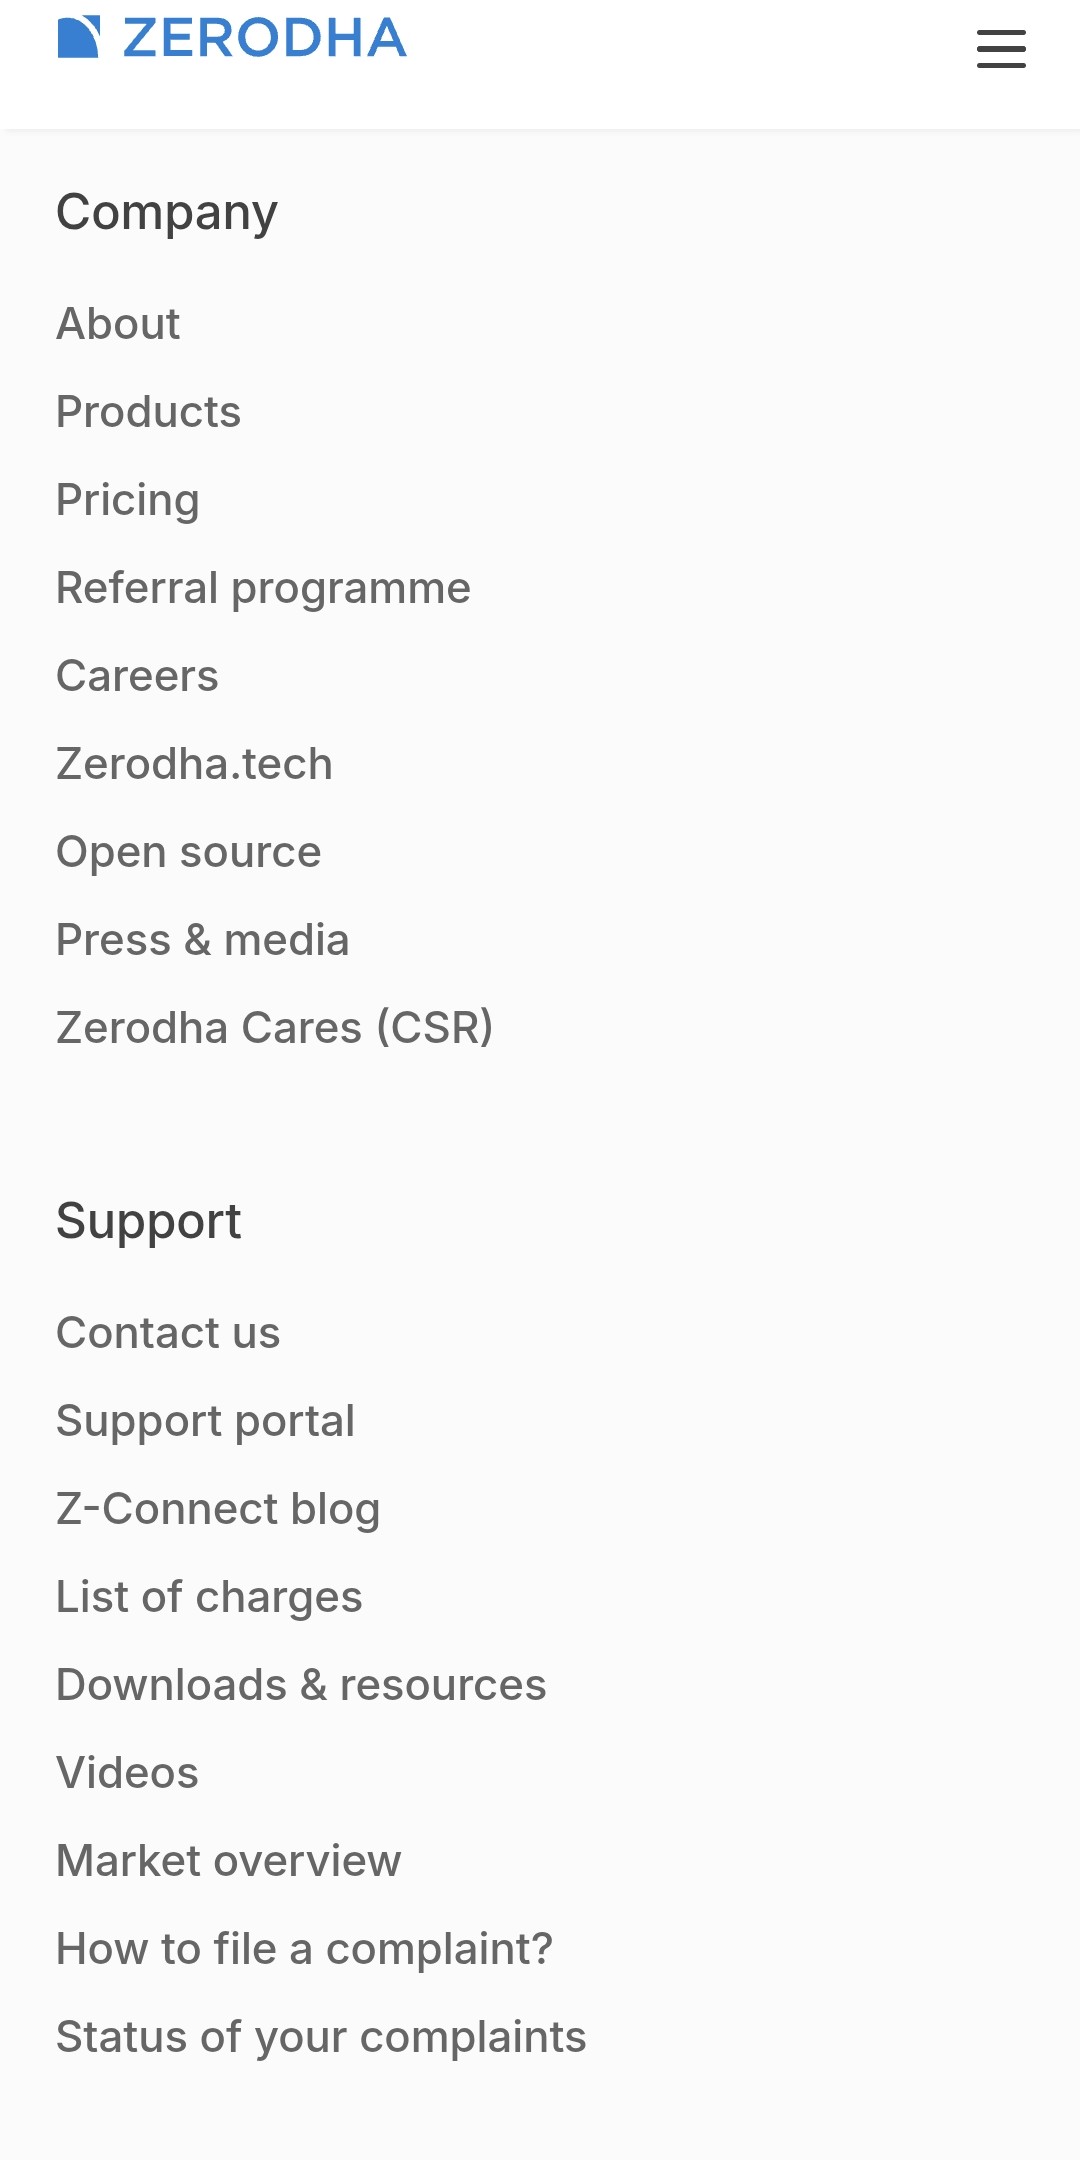 ZERODHA
Company
About
Products
Pricing
Referral programme
Careers
Zerodha.tech
Open source
Press & media
Zerodha Cares (CSR)
Support
Contact us
Support portal
Z-Connect blog
List of charges
Downloads & resources
Videos
Market overview
How to file a complaint?
Status of your complaints